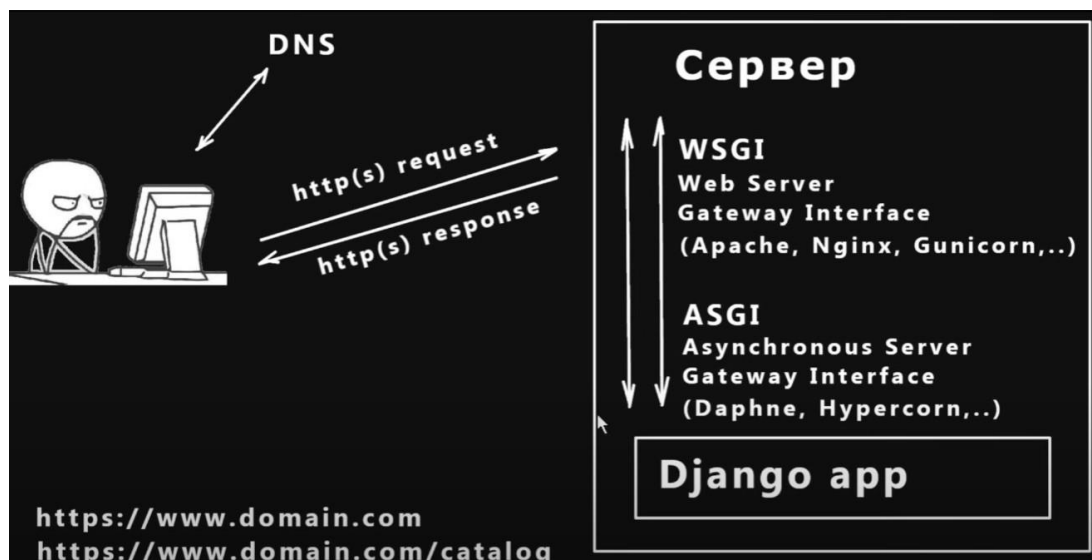 DNS
http(s) request
http(s) response
https://www.domain.com
https://www.domain.com/catalog
Сервер
WSGI
Web Server
Gateway Interface
(Apache, Nginx, Gunicorn,..)
ASGI
Asynchronous Server
Gateway Interface
(Daphne, Hypercorn,..)
Django app